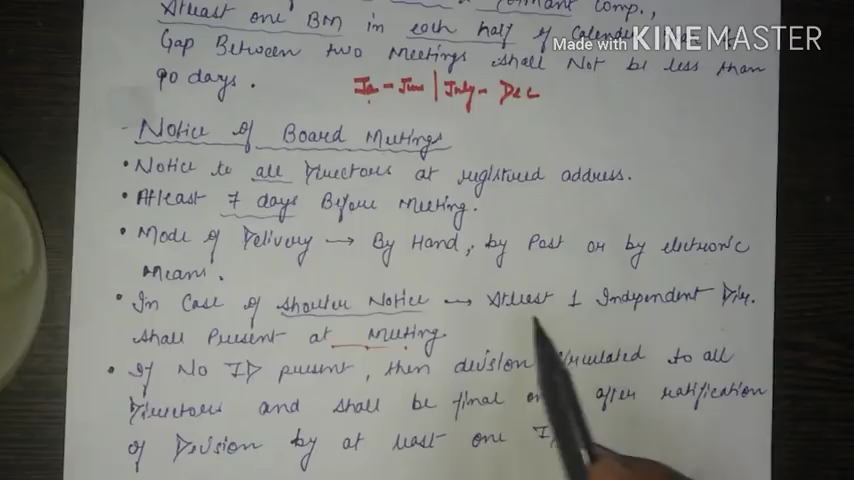 Dormant Comp.,
Atleast one BM in each half of Calendar
Made with KINEMASTER
Gap Between two Meetings shall Not be less than
90 days.
Jan - June | July - Dec
- Notice of Board Meetings
• Notice to all Directors at registered address.
• Atleast 7 days Before Meeting.
• Mode of Delivery → By Hand, by Post or by electronic
Means.
• In Case of Shorter Notice → Atleast 1 Independent Dir.
shall Present at Meeting.
• If No ID present, then decision circulated to all
Directors and shall be final after ratification
of Decision by at least one ID